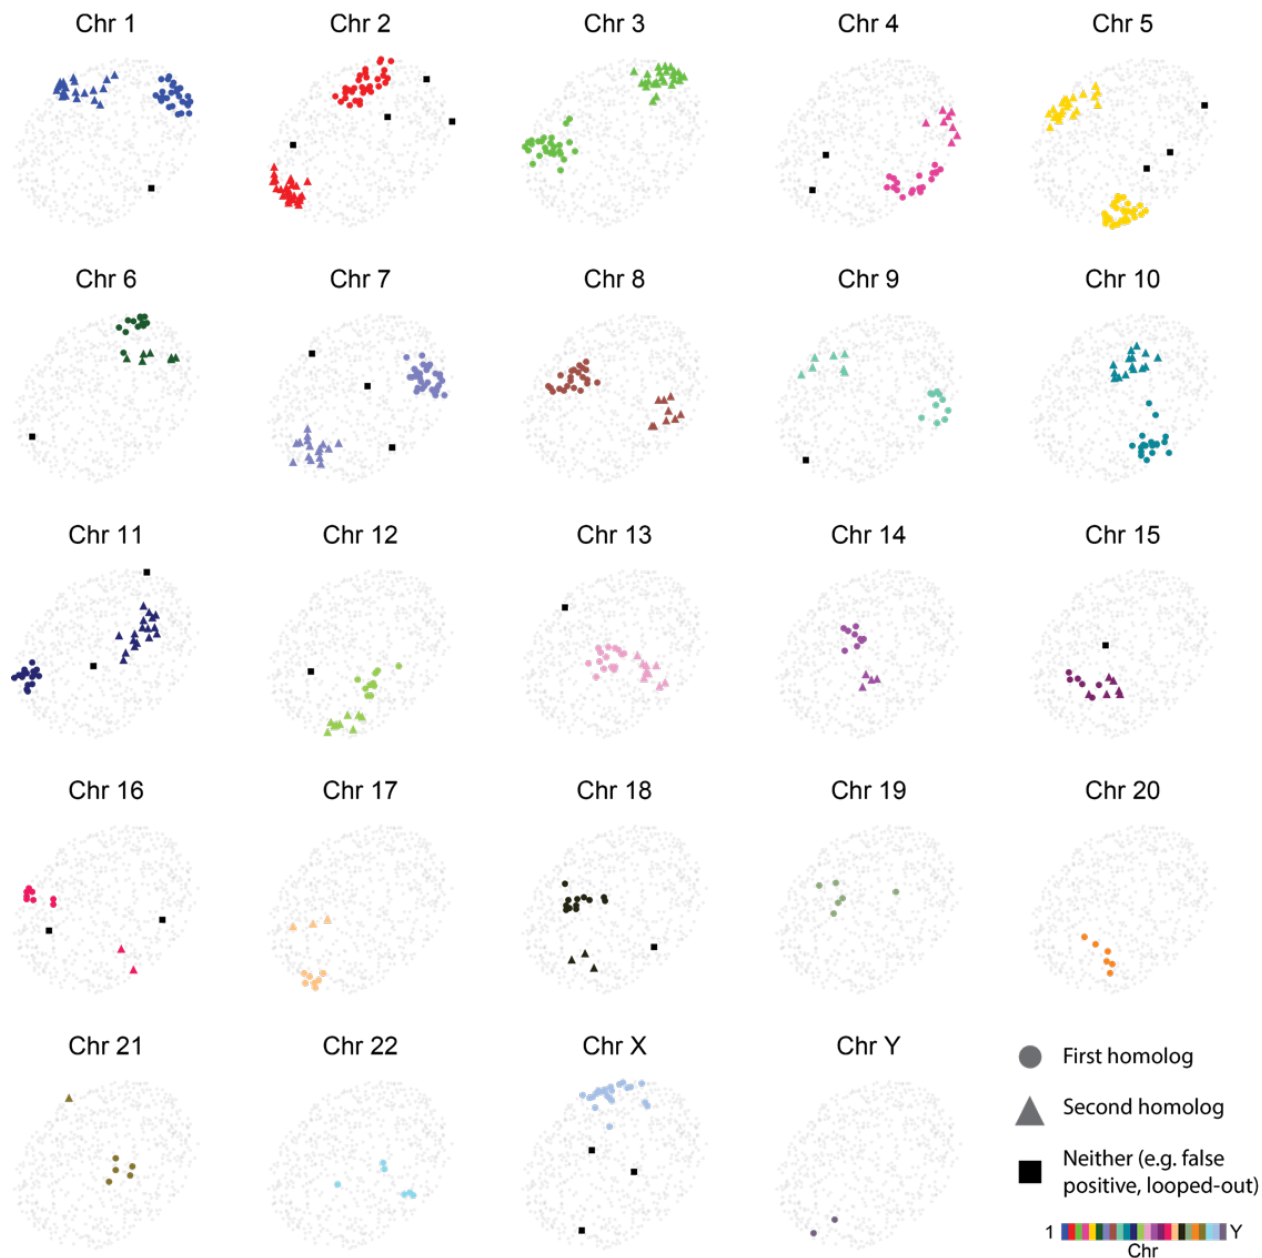 Chr 1
Chr 2
Chr 3
Chr 4
Chr 5
Chr 6
Chr 7
Chr 8
Chr 9
Chr 10
Chr 11
Chr 12
Chr 13
Chr 14
Chr 15
Chr 16
Chr 17
Chr 18
Chr 19
Chr 20
Chr 21
Chr 22
Chr X
Chr Y
First homolog
Second homolog
Neither (e.g. false
positive, looped-out)
1 Y
Chr